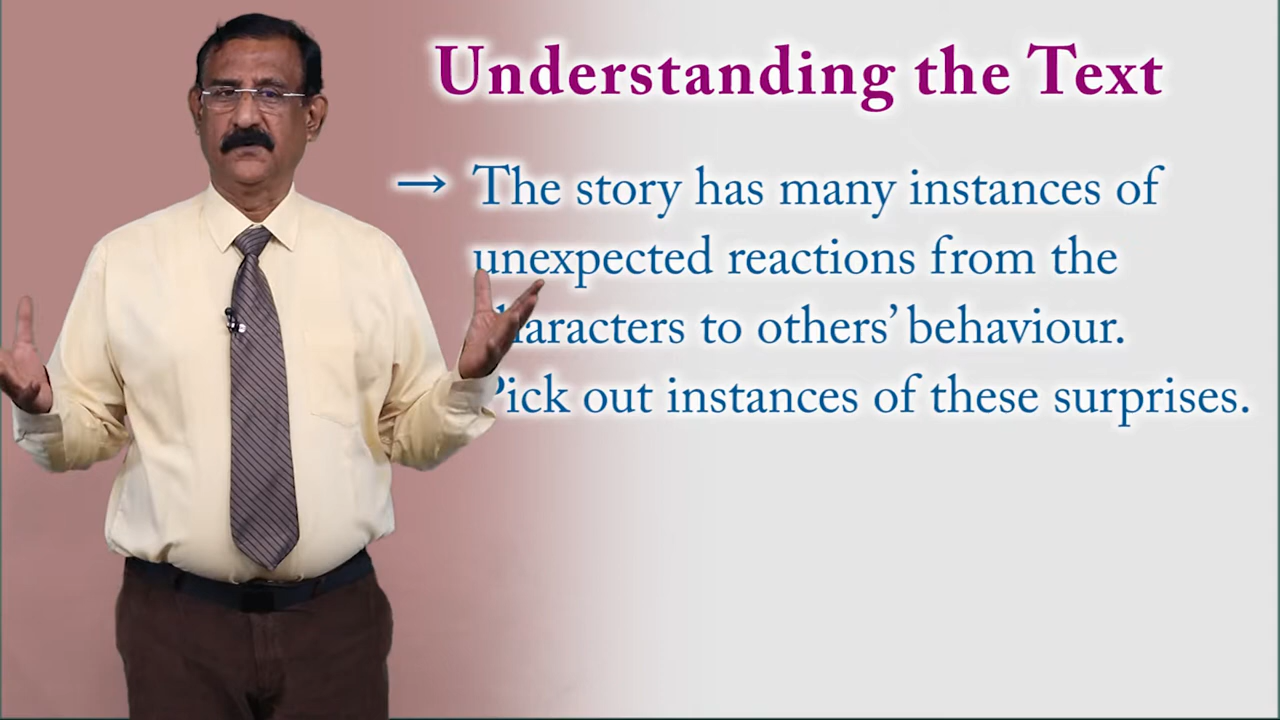 Understanding the Text
→ The story has many instances of
unexpected reactions from the
characters to others’ behaviour.
Pick out instances of these surprises.